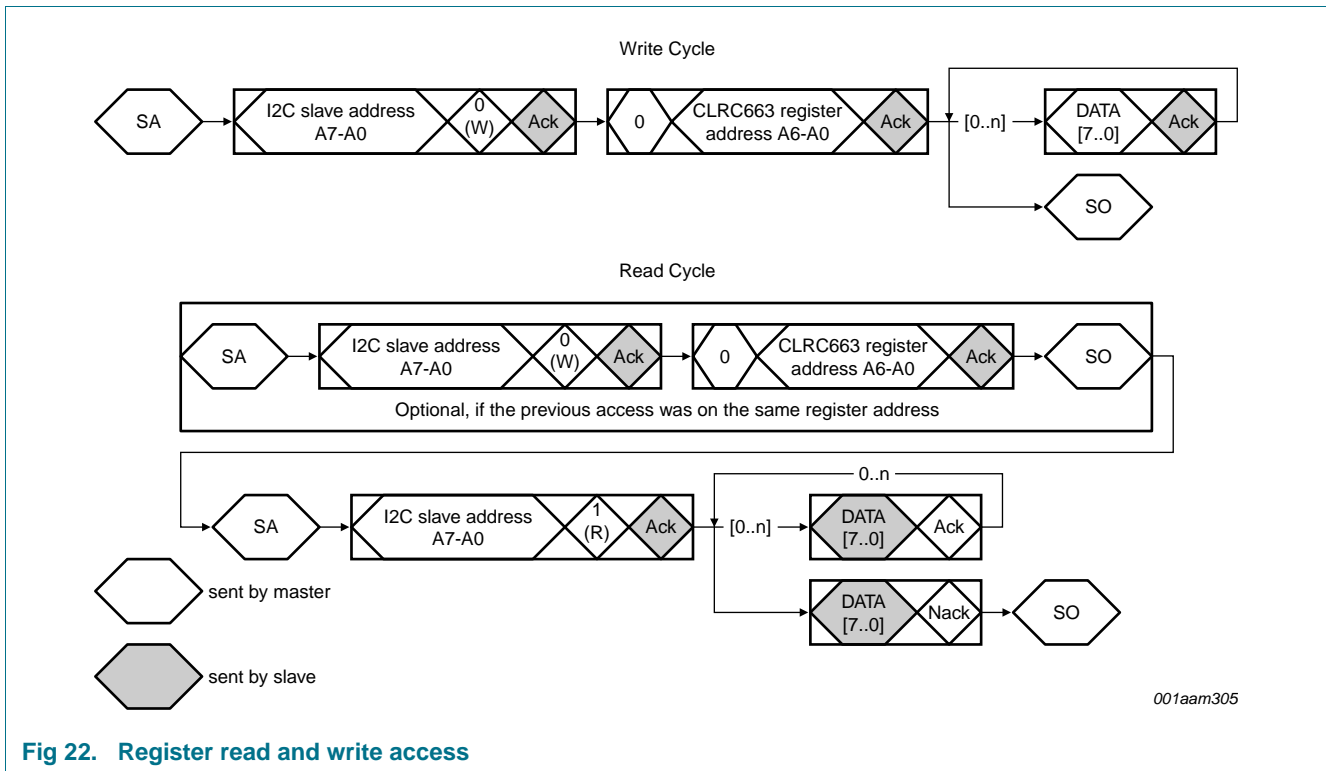 Write Cycle
SA
I2C slave address
A7-A0
0
(W)
Ack
0
CLRC663 register
address A6-A0
Ack
[0..n]
DATA
[7..0]
Ack
SO
Read Cycle
SA
I2C slave address
A7-A0
0
(W)
Ack
0
CLRC663 register
address A6-A0
Ack
SO
Optional, if the previous access was on the same register address
0..n
SA
I2C slave address
A7-A0
1
(R)
Ack
[0..n]
DATA
[7..0]
Ack
DATA
[7..0]
Nack
SO
sent by master
sent by slave
001aam305
Fig 22. Register read and write access